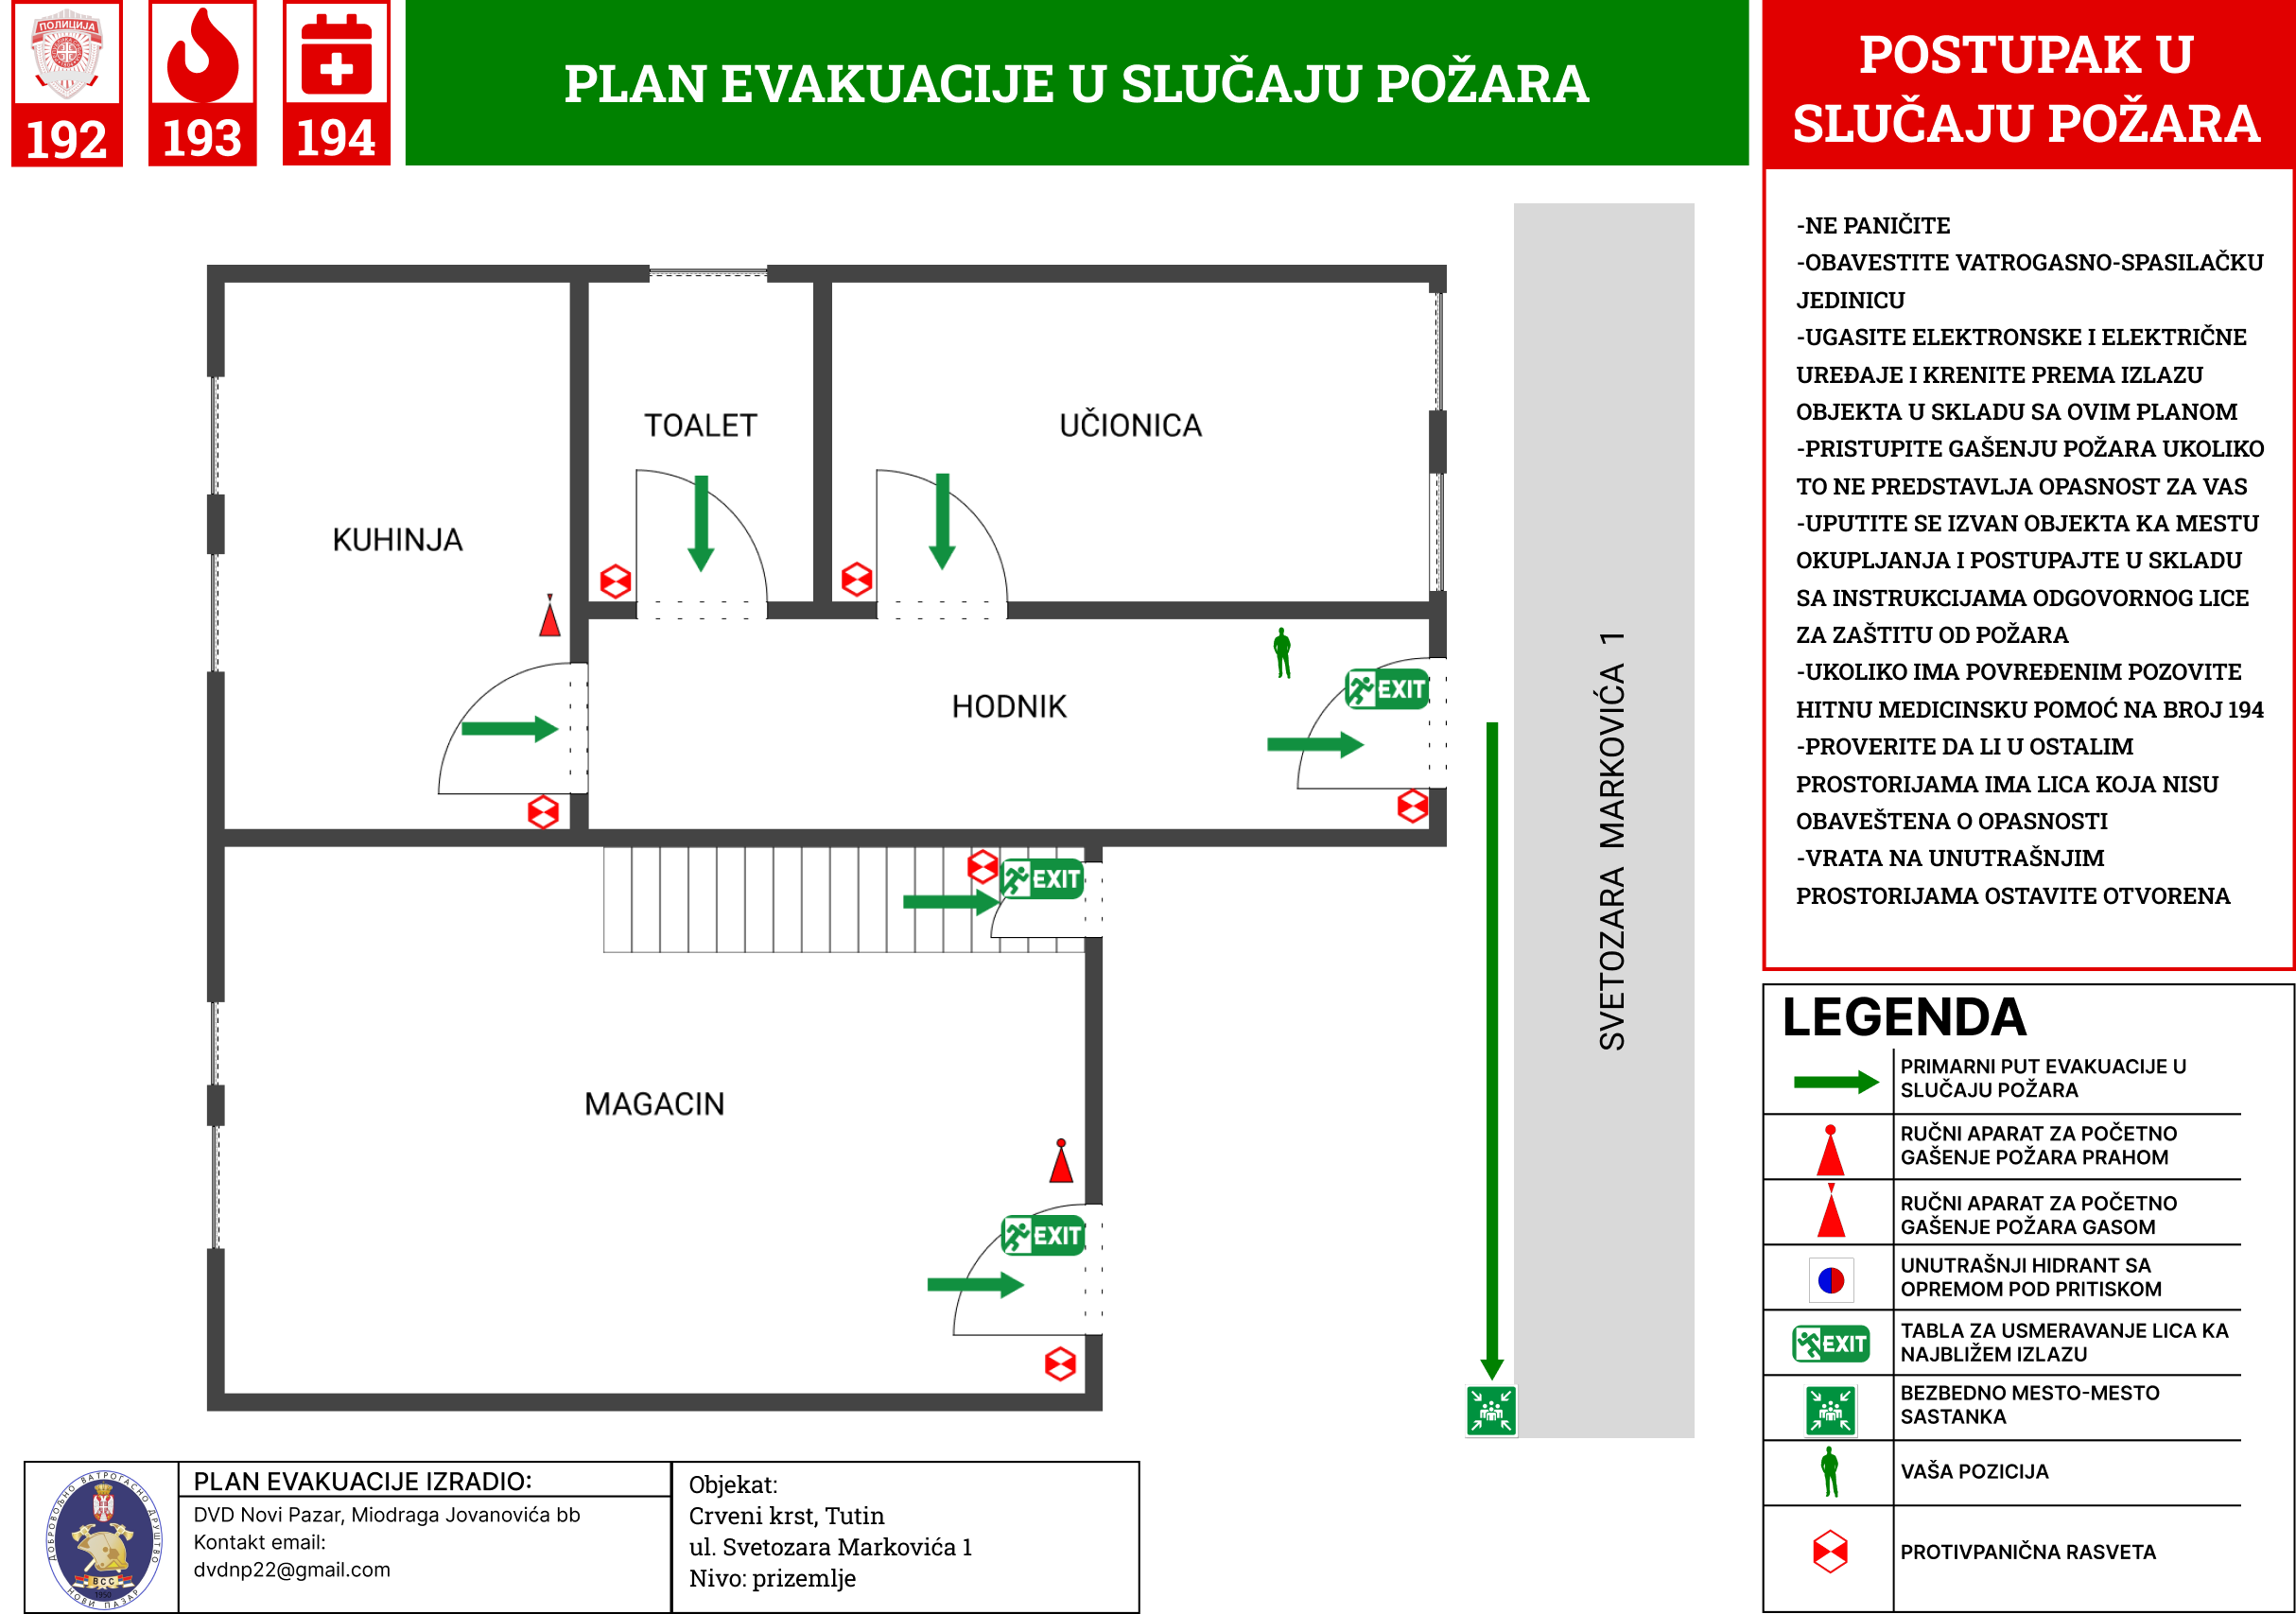 ПОЛИЦИЈА
192
193
194
PLAN EVAKUACIJE U SLUČAJU POŽARA
POSTUPAK U
SLUČAJU POŽARA
-NE PANIČITE
-OBAVESTITE VATROGASNO-SPASILAČKU
JEDINICU
-UGASITE ELEKTRONSKE I ELEKTRIČNE
UREĐAJE I KRENITE PREMA IZLAZU
OBJEKTA U SKLADU SA OVIM PLANOM
-PRISTUPITE GAŠENJU POŽARA UKOLIKO
TO NE PREDSTAVLJA OPASNOST ZA VAS
-UPUTITE SE IZVAN OBJEKTA KA MESTU
OKUPLJANJA I POSTUPAJTE U SKLADU
SA INSTRUKCIJAMA ODGOVORNOG LICE
ZA ZAŠTITU OD POŽARA
-UKOLIKO IMA POVREĐENIM POZOVITE
HITNU MEDICINSKU POMOĆ NA BROJ 194
-PROVERITE DA LI U OSTALIM
PROSTORIJAMA IMA LICA KOJA NISU
OBAVEŠTENA O OPASNOSTI
-VRATA NA UNUTRAŠNJIM
PROSTORIJAMA OSTAVITE OTVORENA
TOALET
UČIONICA
KUHINJA
HODNIK
EXIT
EXIT
MAGACIN
EXIT
SVETOZARA MARKOVIĆA 1
LEGENDA
PRIMARNI PUT EVAKUACIJE U
SLUČAJU POŽARA
RUČNI APARAT ZA POČETNO
GAŠENJE POŽARA PRAHOM
RUČNI APARAT ZA POČETNO
GAŠENJE POŽARA GASOM
UNUTRAŠNJI HIDRANT SA
OPREMOM POD PRITISKOM
EXIT
TABLA ZA USMERAVANJE LICA KA
NAJBLIŽEM IZLAZU
BEZBEDNO MESTO-MESTO
SASTANKA
VAŠA POZICIJA
PROTIVPANIČNA RASVETA
ДОБРОВОЉНО ВАТРОГАСНО ДРУШТВО
ВСС
1950
НОВИ ПАЗАР
PLAN EVAKUACIJE IZRADIO:
DVD Novi Pazar, Miodraga Jovanovića bb
Kontakt email:
dvdnp22@gmail.com
Objekat:
Crveni krst, Tutin
ul. Svetozara Markovića 1
Nivo: prizemlje